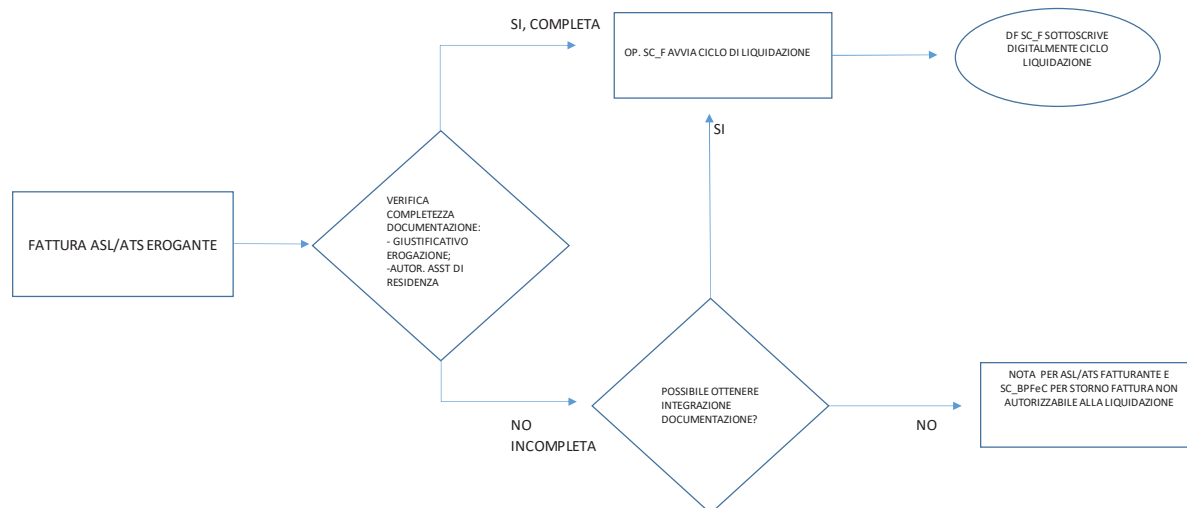 SI, COMPLETA
OP. SC_F AVVIA CICLO DI LIQUIDAZIONE
DF SC_F SOTTOSCRIVE
DIGITALMENTE CICLO
LIQUIDAZIONE
SI
FATTURA ASL/ATS EROGANTE
VERIFICA
COMPLETEZZA
DOCUMENTAZIONE:
- GIUSTIFICATIVO
EROGAZIONE;
-AUTOR. ASST DI
RESIDENZA
NO
INCOMPLETA
POSSIBILE OTTENERE
INTEGRAZIONE
DOCUMENTAZIONE?
NO
NOTA PER ASL/ATS FATTURANTE E
SC_BPFeC PER STORNO FATTURA NON
AUTORIZZABILE ALLA LIQUIDAZIONE